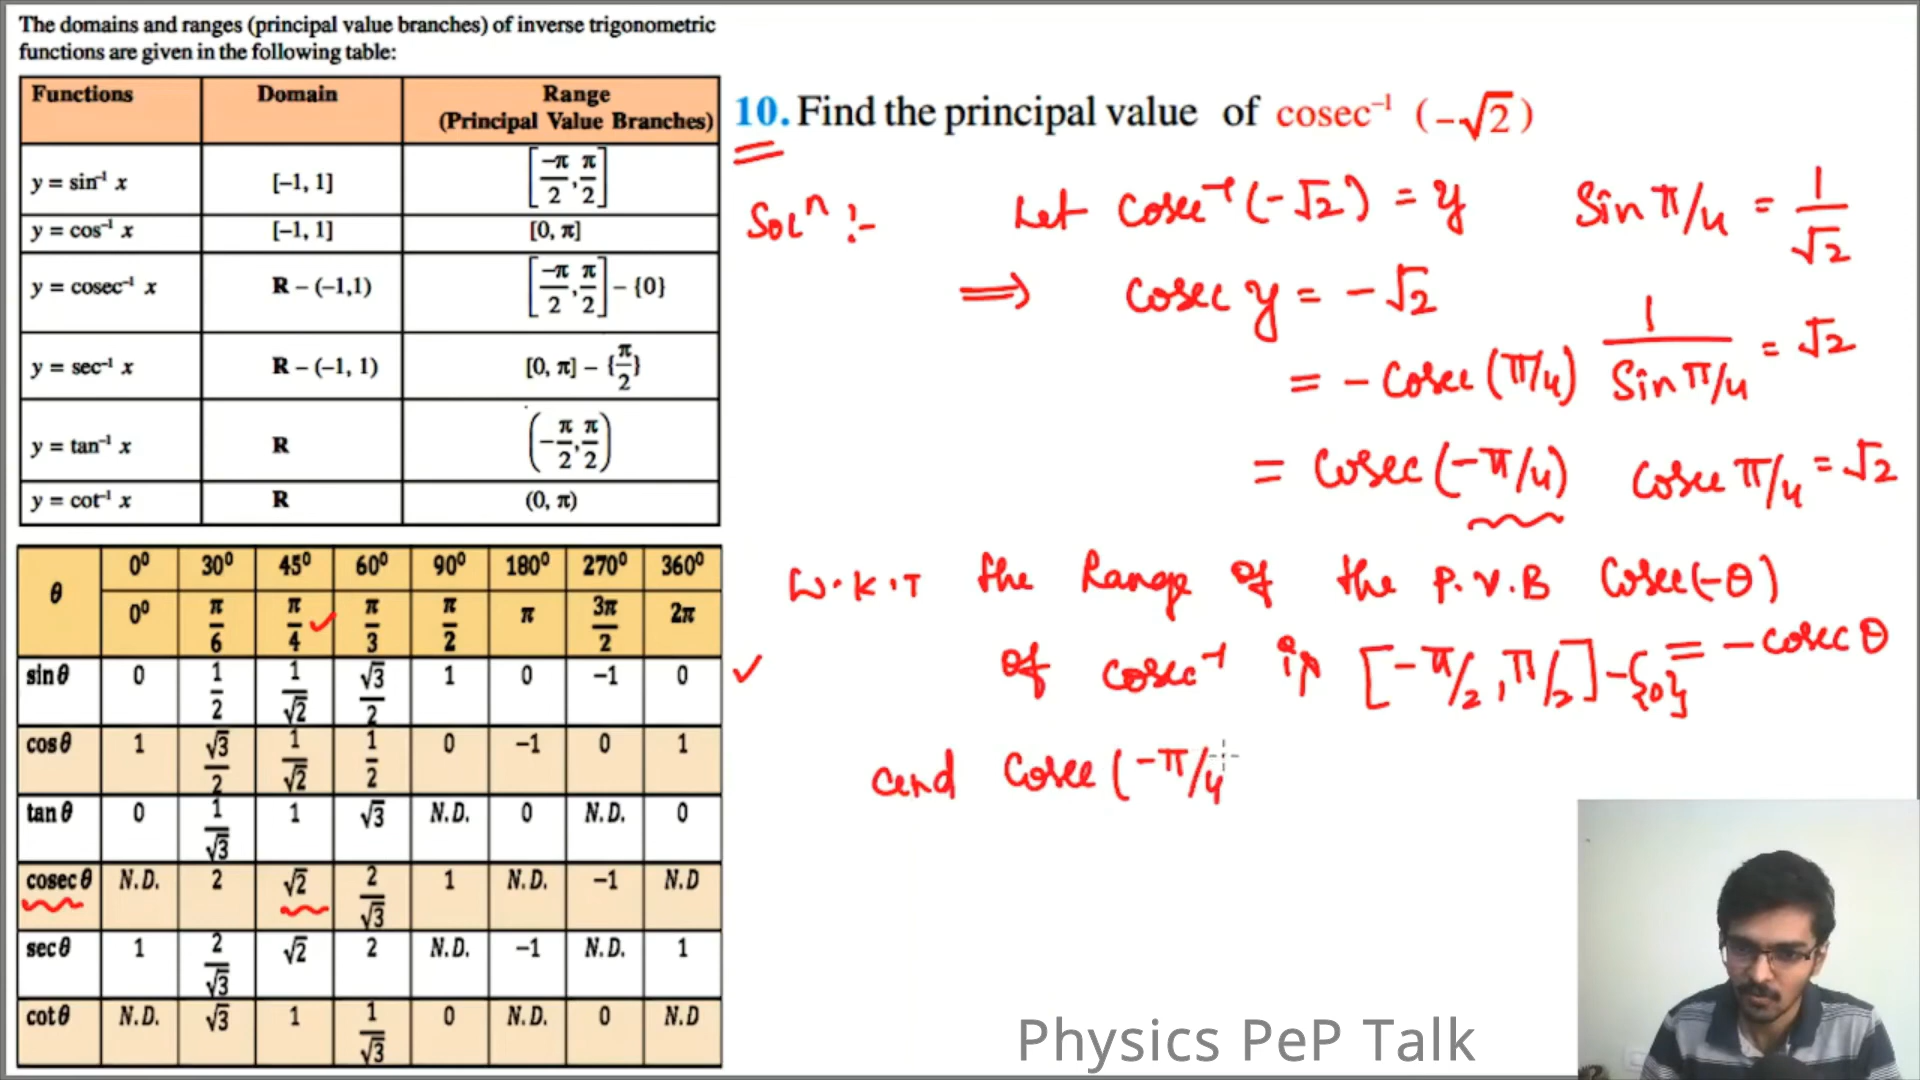 The domains and ranges (principal value branches) of inverse trigonometric
functions are given in the following table:
Functions Domain Range (Principal Value Branches)
y = sin⁻¹ x [–1, 1] [–π/2, π/2]
y = cos⁻¹ x [–1, 1] [0, π]
y = cosec⁻¹ x R – (–1,1) [–π/2, π/2] – {0}
y = sec⁻¹ x R – (–1, 1) [0, π] – {π/2}
y = tan⁻¹ x R (–π/2, π/2)
y = cot⁻¹ x R (0, π)
θ 0⁰ 30⁰ 45⁰ 60⁰ 90⁰ 180⁰ 270⁰ 360⁰
0⁰ π/6 π/4 ✓ π/3 π/2 π 3π/2 2π
sin θ 0 1/2 1/√2 √3/2 1 0 −1 0 ✓
cos θ 1 √3/2 1/√2 1/2 0 −1 0 1
tan θ 0 1/√3 1 √3 N.D. 0 N.D. 0
cosec θ N.D. 2 √2 2/√3 1 N.D. −1 N.D
sec θ 1 2/√3 √2 2 N.D. −1 N.D. 1
cot θ N.D. √3 1 1/√3 0 N.D. 0 N.D
10. Find the principal value of cosec⁻¹ (–√2)
Solⁿ :- Let Cosec⁻¹(-√2) = y
⟹ Cosec y = -√2
= - Cosec (π/4)
= Cosec (-π/4)
Sin π/4 = 1/√2
1/Sin π/4 = √2
Cosec π/4 = √2
W.K.T the Range of the P.V.B
of Cosec⁻¹ is [-π/2, π/2] - {0}
Cosec(-θ)
= - cosec θ
and Cosec (-π/4
Physics PeP Talk